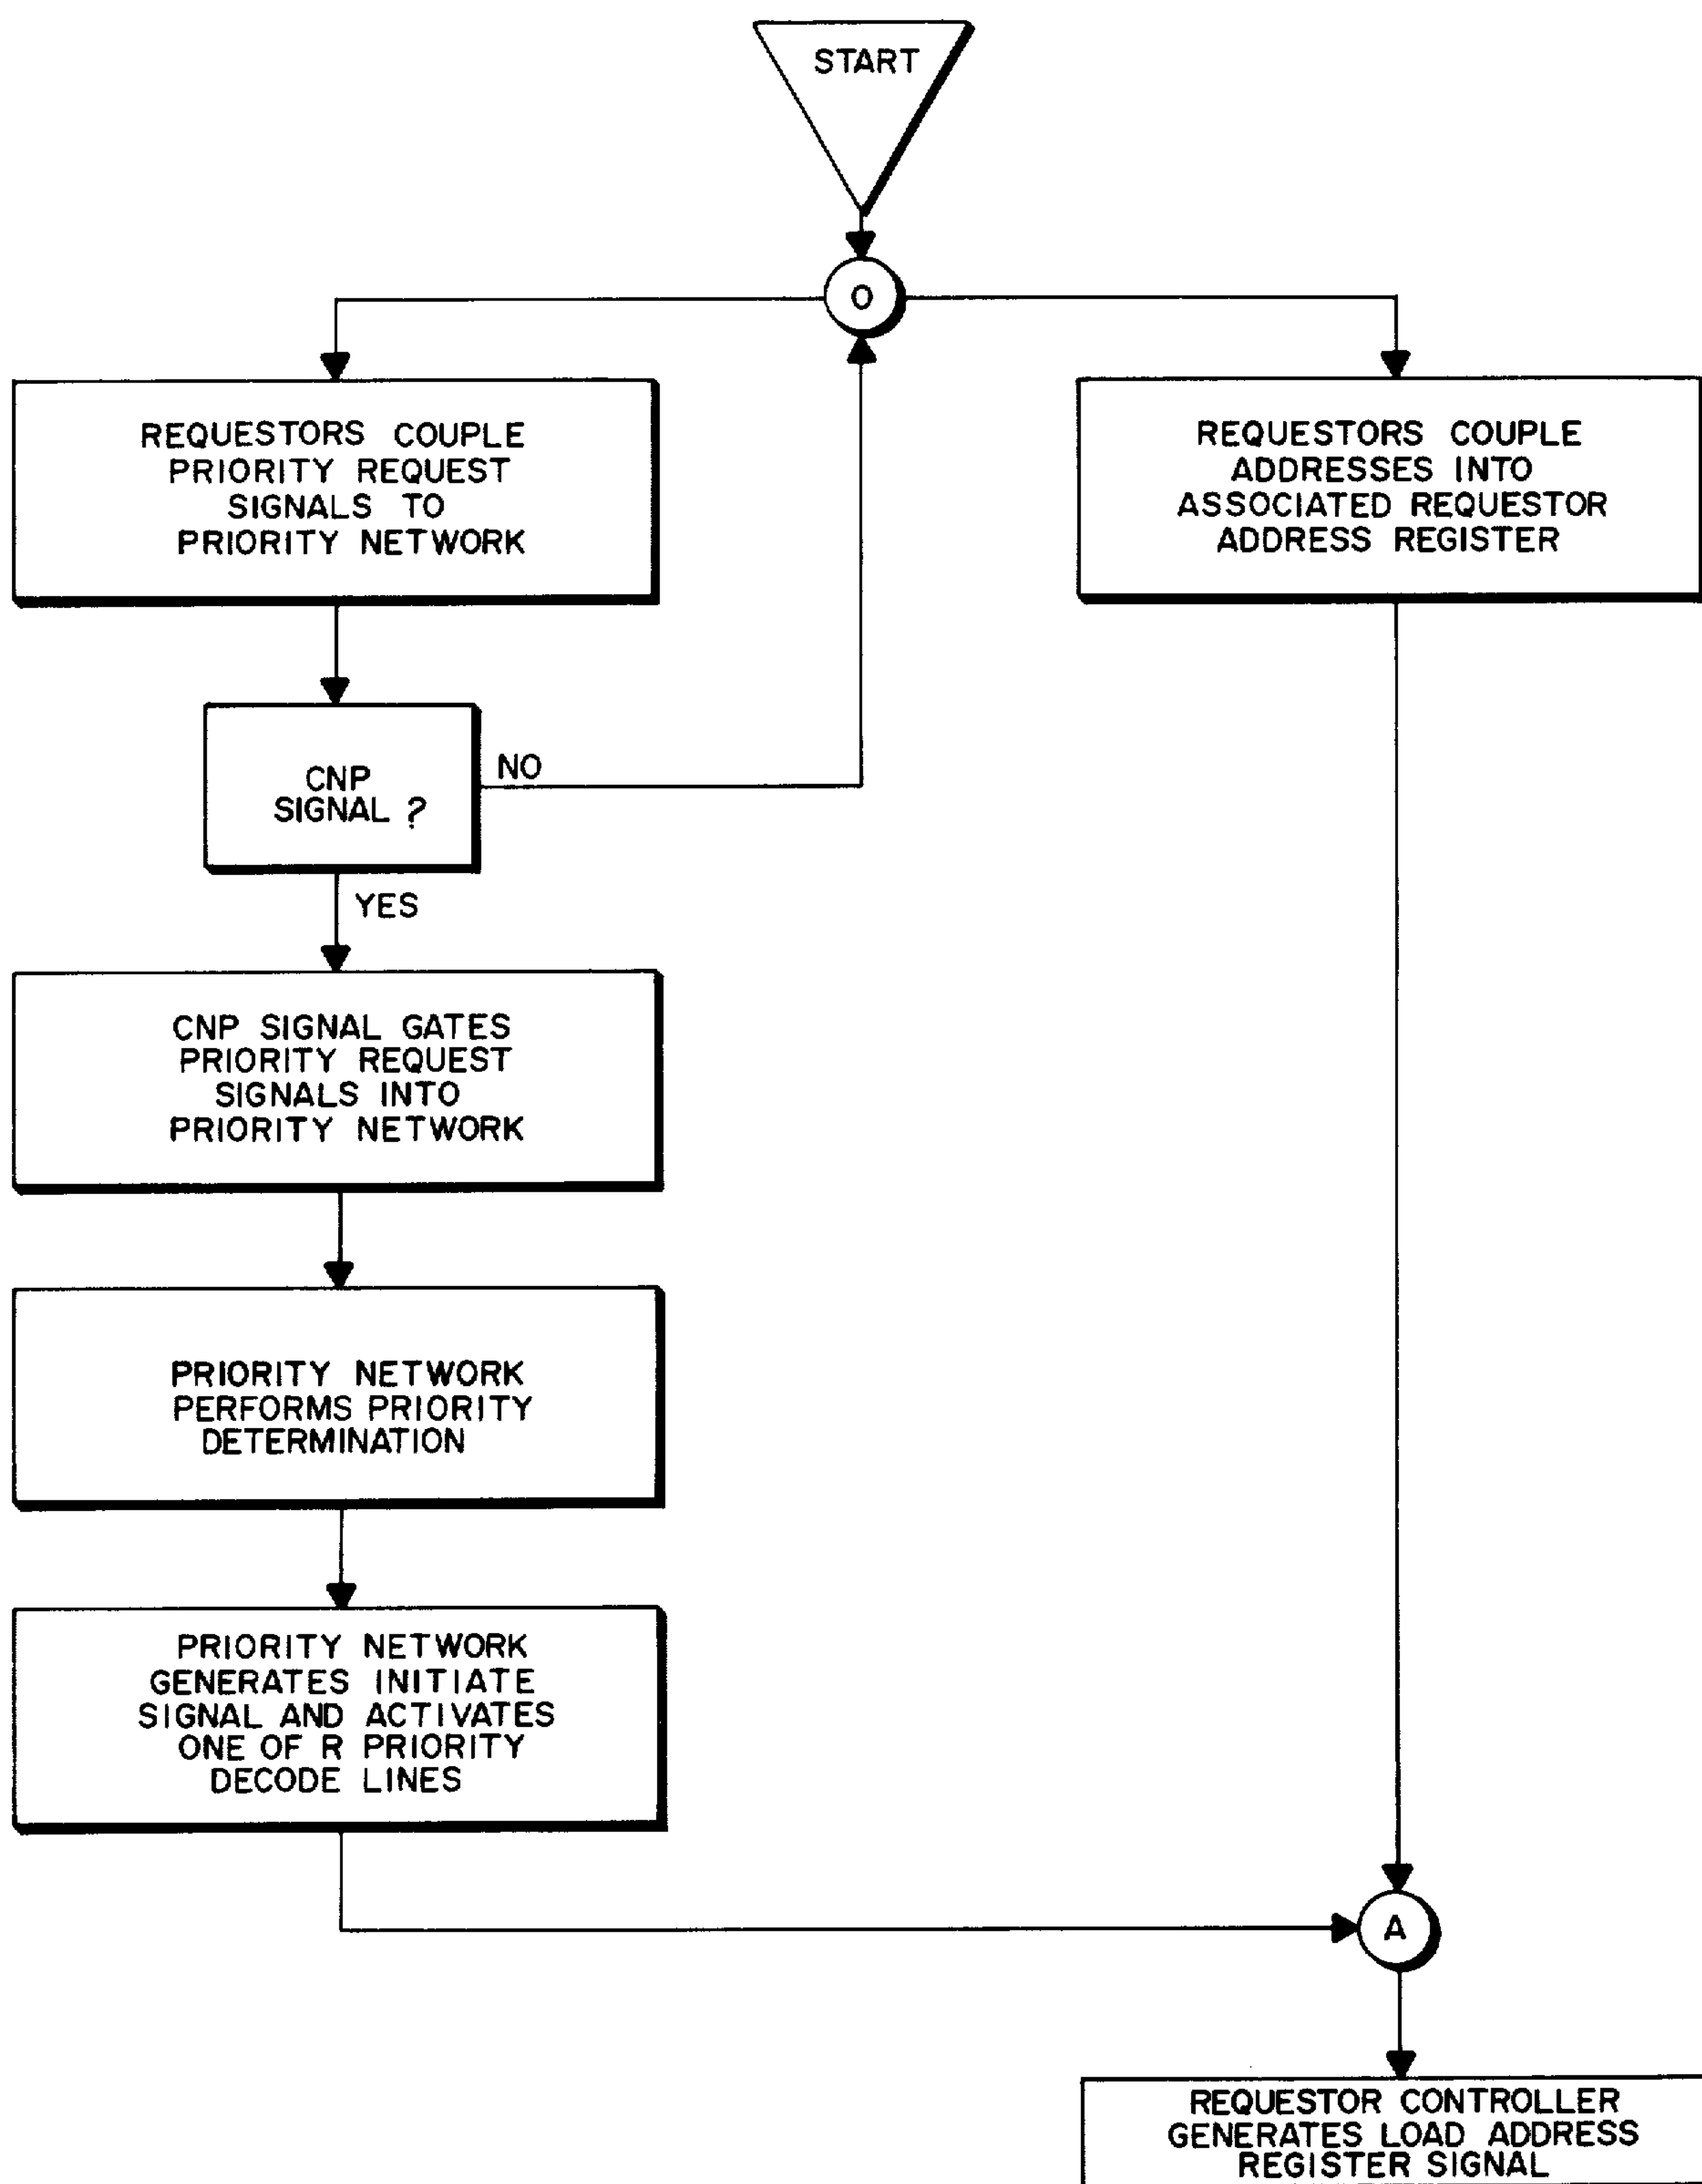 START
O
REQUESTORS COUPLE
PRIORITY REQUEST
SIGNALS TO
PRIORITY NETWORK
REQUESTORS COUPLE
ADDRESSES INTO
ASSOCIATED REQUESTOR
ADDRESS REGISTER
CNP
SIGNAL ?
NO
YES
CNP SIGNAL GATES
PRIORITY REQUEST
SIGNALS INTO
PRIORITY NETWORK
PRIORITY NETWORK
PERFORMS PRIORITY
DETERMINATION
PRIORITY NETWORK
GENERATES INITIATE
SIGNAL AND ACTIVATES
ONE OF R PRIORITY
DECODE LINES
A
REQUESTOR CONTROLLER
GENERATES LOAD ADDRESS
REGISTER SIGNAL